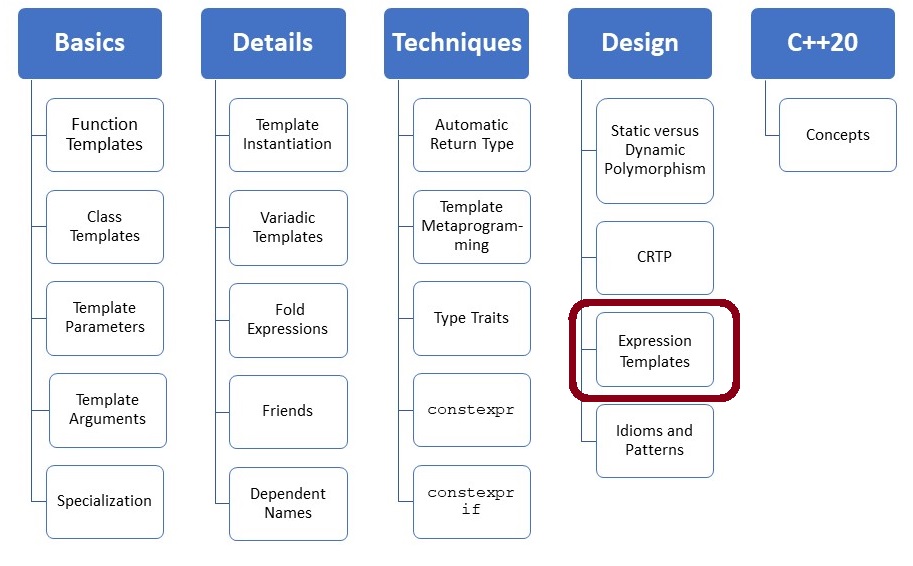 Basics
Function
Templates
Class
Templates
Template
Parameters
Template
Arguments
Specialization
Details
Template
Instantiation
Variadic
Templates
Fold
Expressions
Friends
Dependent
Names
Techniques
Automatic
Return Type
Template
Metaprogram-
ming
Type Traits
constexpr
constexpr
if
Design
Static versus
Dynamic
Polymorphism
CRTP
Expression
Templates
Idioms and
Patterns
C++20
Concepts